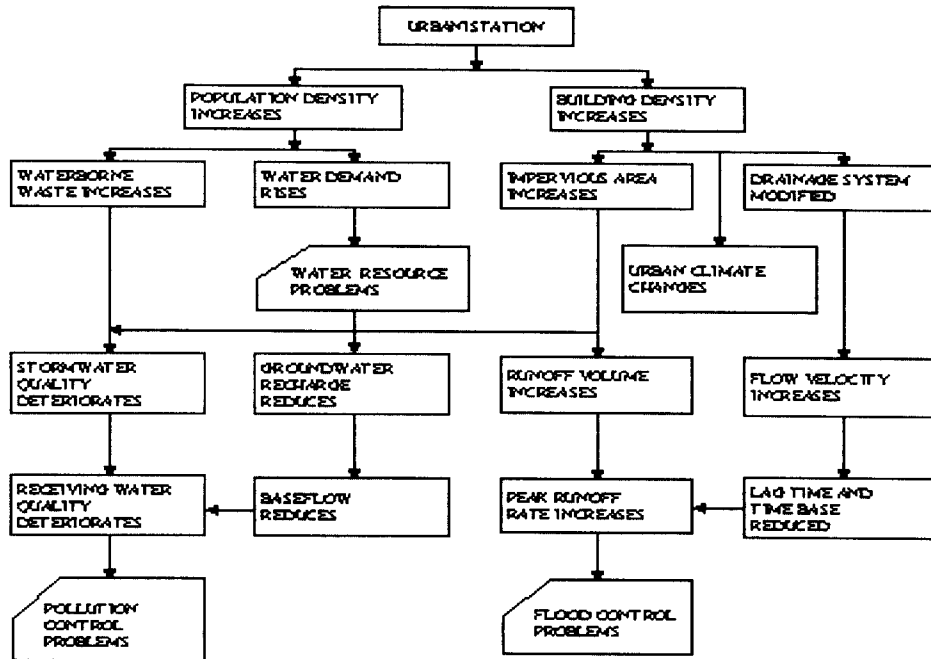 URBANISTATION
POPULATION DENSITY
INCREASES
BUILDING DENSITY
INCREASES
WATERBORNE
WASTE INCREASES
WATER DEMAND
RISES
IMPERVIOUS AREA
INCREASES
DRAINAGE SYSTEM
MODIFIED
WATER RESOURCE
PROBLEMS
URBAN CLIMATE
CHANGES
STORMWATER
QUALITY
DETERIORATES
GROUNDWATER
RECHARGE
REDUCES
RUNOFF VOLUME
INCREASES
FLOW VELOCITY
INCREASES
RECEIVING WATER
QUALITY
DETERIORATES
BASEFLOW
REDUCES
PEAK RUNOFF
RATE INCREASES
LAG TIME AND
TIME BASE
REDUCED
POLLUTION
CONTROL
PROBLEMS
FLOOD CONTROL
PROBLEMS